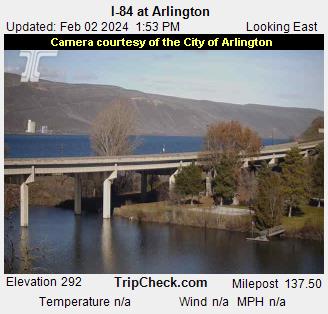 I-84 at Arlington
Updated: Feb 02 2024 1:53 PM Looking East
Camera courtesy of the City of Arlington
Elevation 292 TripCheck.com Milepost 137.50
Temperature n/a Wind n/a MPH n/a